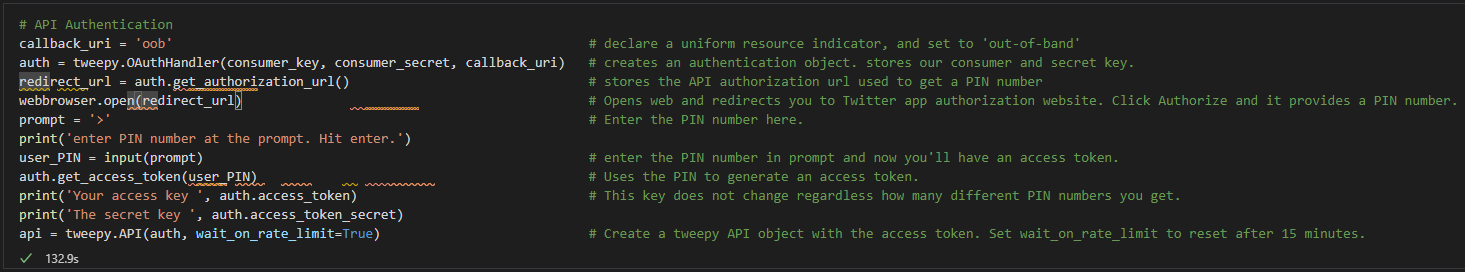 # API Authentication
callback_uri = 'oob' # declare a uniform resource indicator, and set to 'out-of-band'
auth = tweepy.OAuthHandler(consumer_key, consumer_secret, callback_uri) # creates an authentication object. stores our consumer and secret key.
redirect_url = auth.get_authorization_url() # stores the API authorization url used to get a PIN number
webbrowser.open(redirect_url) # Opens web and redirects you to Twitter app authorization website. Click Authorize and it provides a PIN number.
prompt = '>' # Enter the PIN number here.
print('enter PIN number at the prompt. Hit enter.')
user_PIN = input(prompt) # enter the PIN number in prompt and now you'll have an access token.
auth.get_access_token(user_PIN) # Uses the PIN to generate an access token.
print('Your access key ', auth.access_token) # This key does not change regardless how many different PIN numbers you get.
print('The secret key ', auth.access_token_secret)
api = tweepy.API(auth, wait_on_rate_limit=True) # Create a tweepy API object with the access token. Set wait_on_rate_limit to reset after 15 minutes.
132.9s